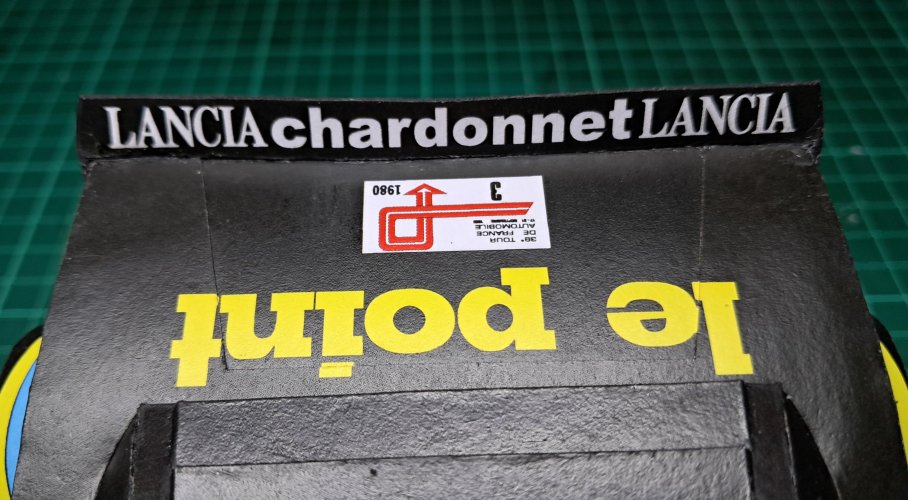 LANCIA chardonnet LANCIA
39e TOUR
DE FRANCE
AUTOMOBILE
3
1980
le point